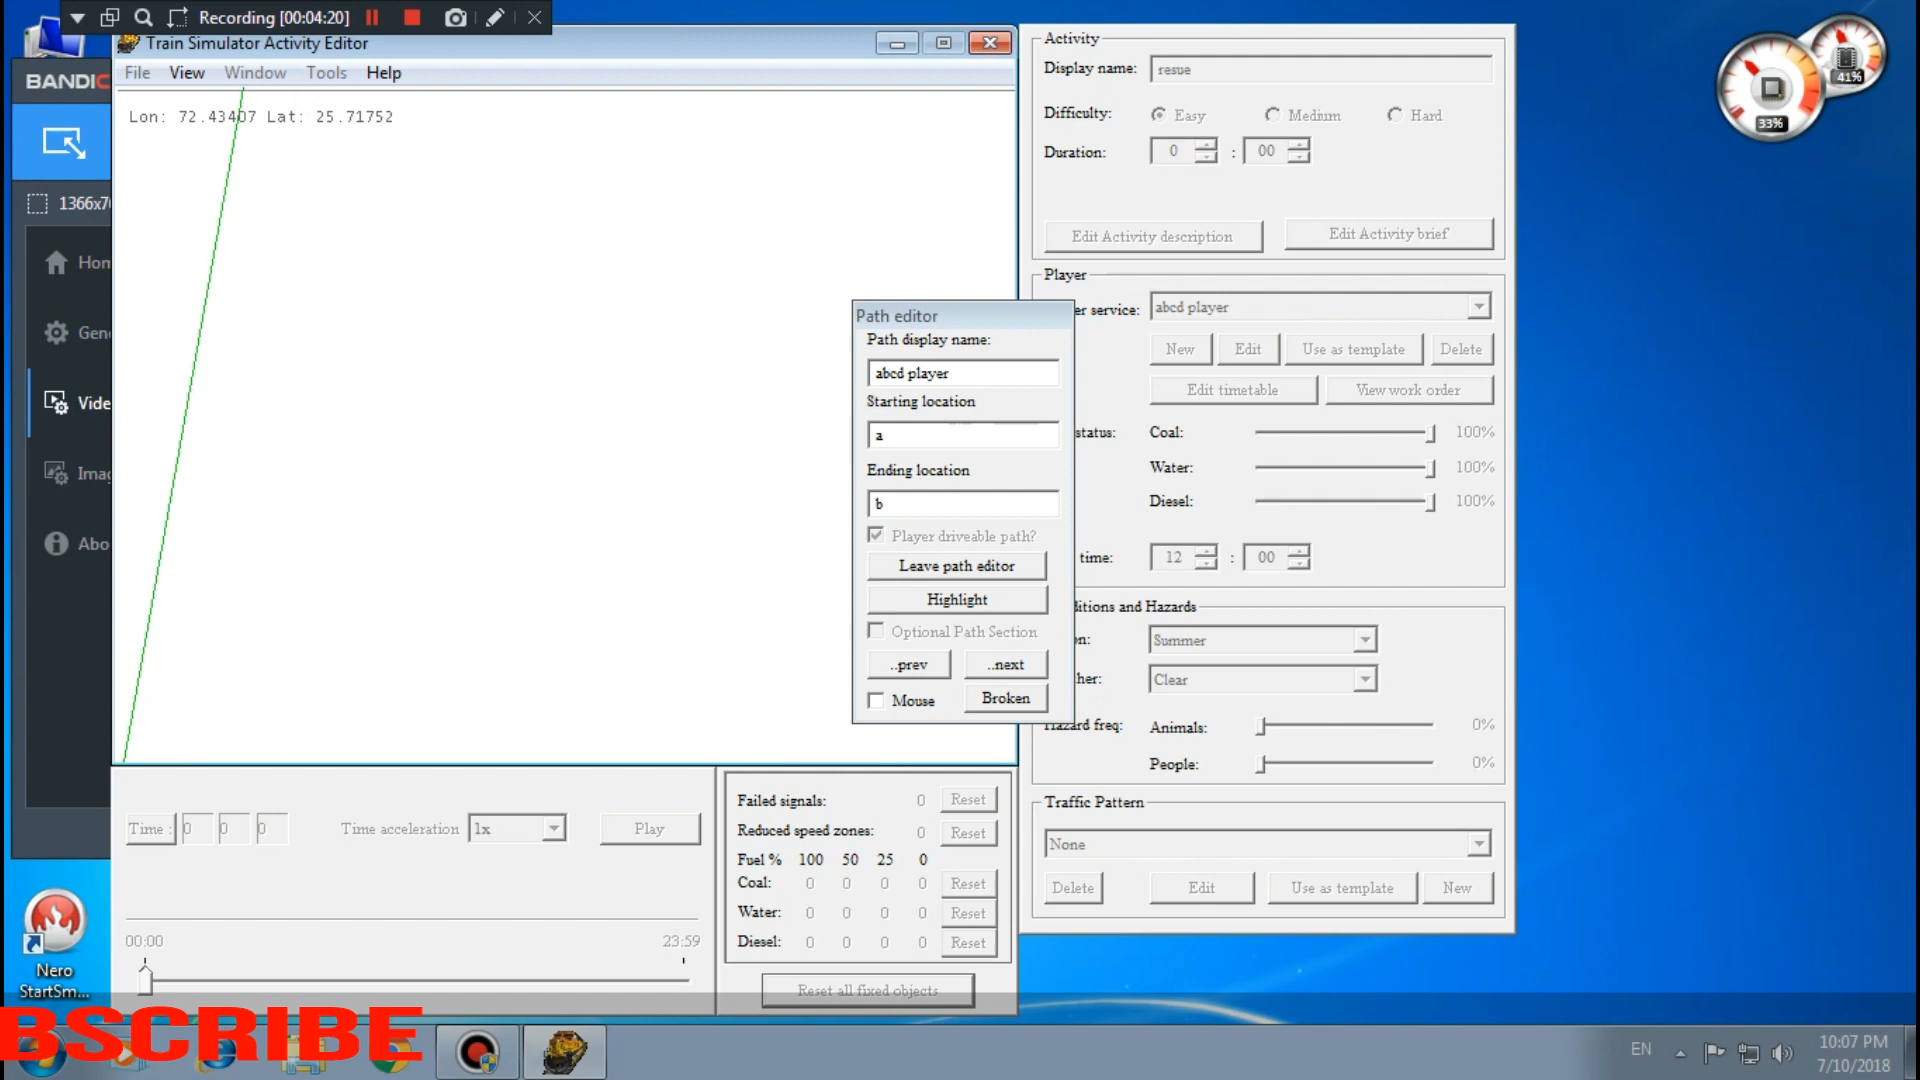 Recording [00:04:20]
Train Simulator Activity Editor
File View Window Tools Help
Lon: 72.43407 Lat: 25.71752
BANDIC
1366x7
Hom
Gene
Vide
Imag
Abo
Nero
StartSm...
Activity
Display name: resue
Difficulty: Easy Medium Hard
Duration: 0 : 00
Edit Activity description Edit Activity brief
Player
er service: abcd player
New Edit Use as template Delete
Edit timetable View work order
status: Coal: 100%
Water: 100%
Diesel: 100%
time: 12 : 00
itions and Hazards
n: Summer
her: Clear
Hazard freq: Animals: 0%
People: 0%
Traffic Pattern
None
Delete Edit Use as template New
Path editor
Path display name:
abcd player
Starting location
a
Ending location
b
Player driveable path?
Leave path editor
Highlight
Optional Path Section
..prev ..next
Mouse Broken
Time : 0 0 0 Time acceleration 1x Play
00:00 23:59
Failed signals: 0 Reset
Reduced speed zones: 0 Reset
Fuel % 100 50 25 0
Coal: 0 0 0 0 Reset
Water: 0 0 0 0 Reset
Diesel: 0 0 0 0 Reset
Reset all fixed objects
33%
41%
BSCRIBE
EN
10:07 PM
7/10/2018